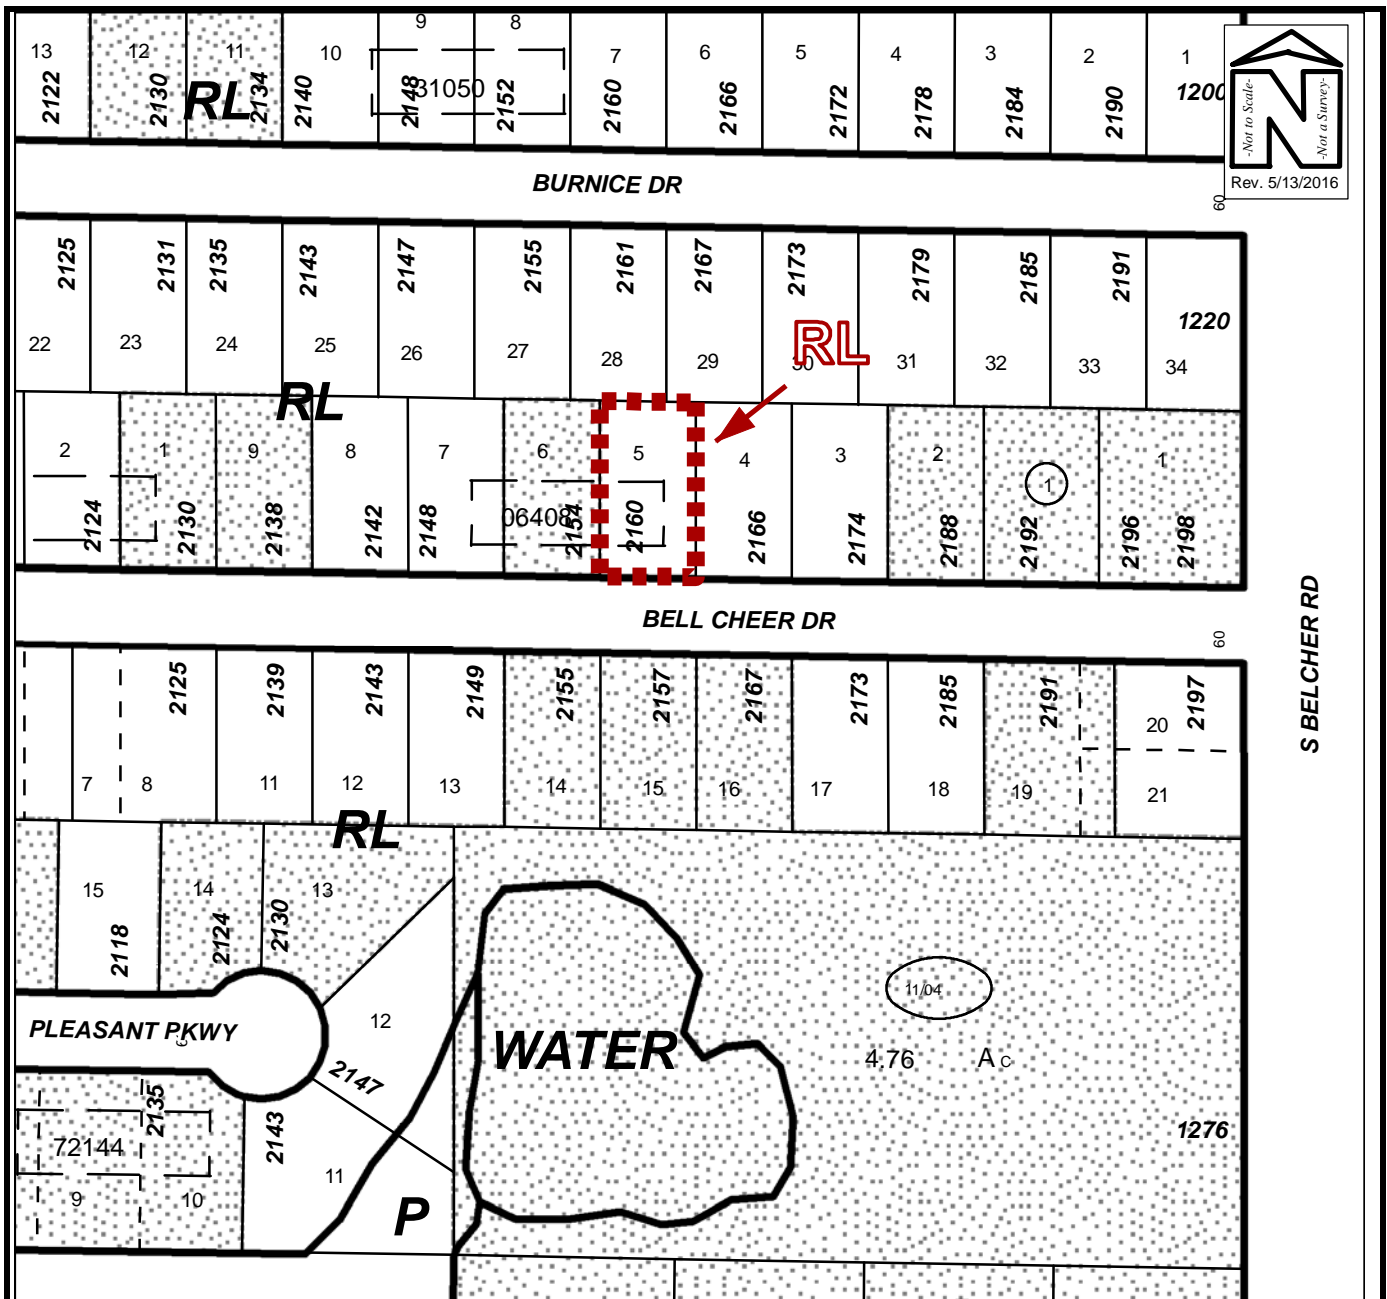 9 8
13 12 11 10 7 6 5 4 3 2 1
31050
2122 2130 RL 2134 2140 2148 2152 2160 2166 2172 2178 2184 2190 1200
-Not to Scale- N -Not a Survey-
Rev. 5/13/2016
BURNICE DR
60
2125 2131 2135 2143 2147 2155 2161 2167 2173 2179 2185 2191
1220
RL
22 23 24 25 26 27 28 29 30 31 32 33 34
RL
2 1 9 8 7 6 5 4 3 2 1 1
06408
2124 2130 2138 2142 2148 2154 2160 2166 2174 2188 2192 2196 2198
BELL CHEER DR
60
S BELCHER RD
2125 2139 2143 2149 2155 2157 2167 2173 2185 2191 2197
20
7 8 11 12 13 14 15 16 17 18 19 21
RL
15 14 13
2118 2124 2130
11/04
12
PLEASANT PKWY
WATER
4.76 A C
2147
2135 2143
72144
1276
9 10 11
P